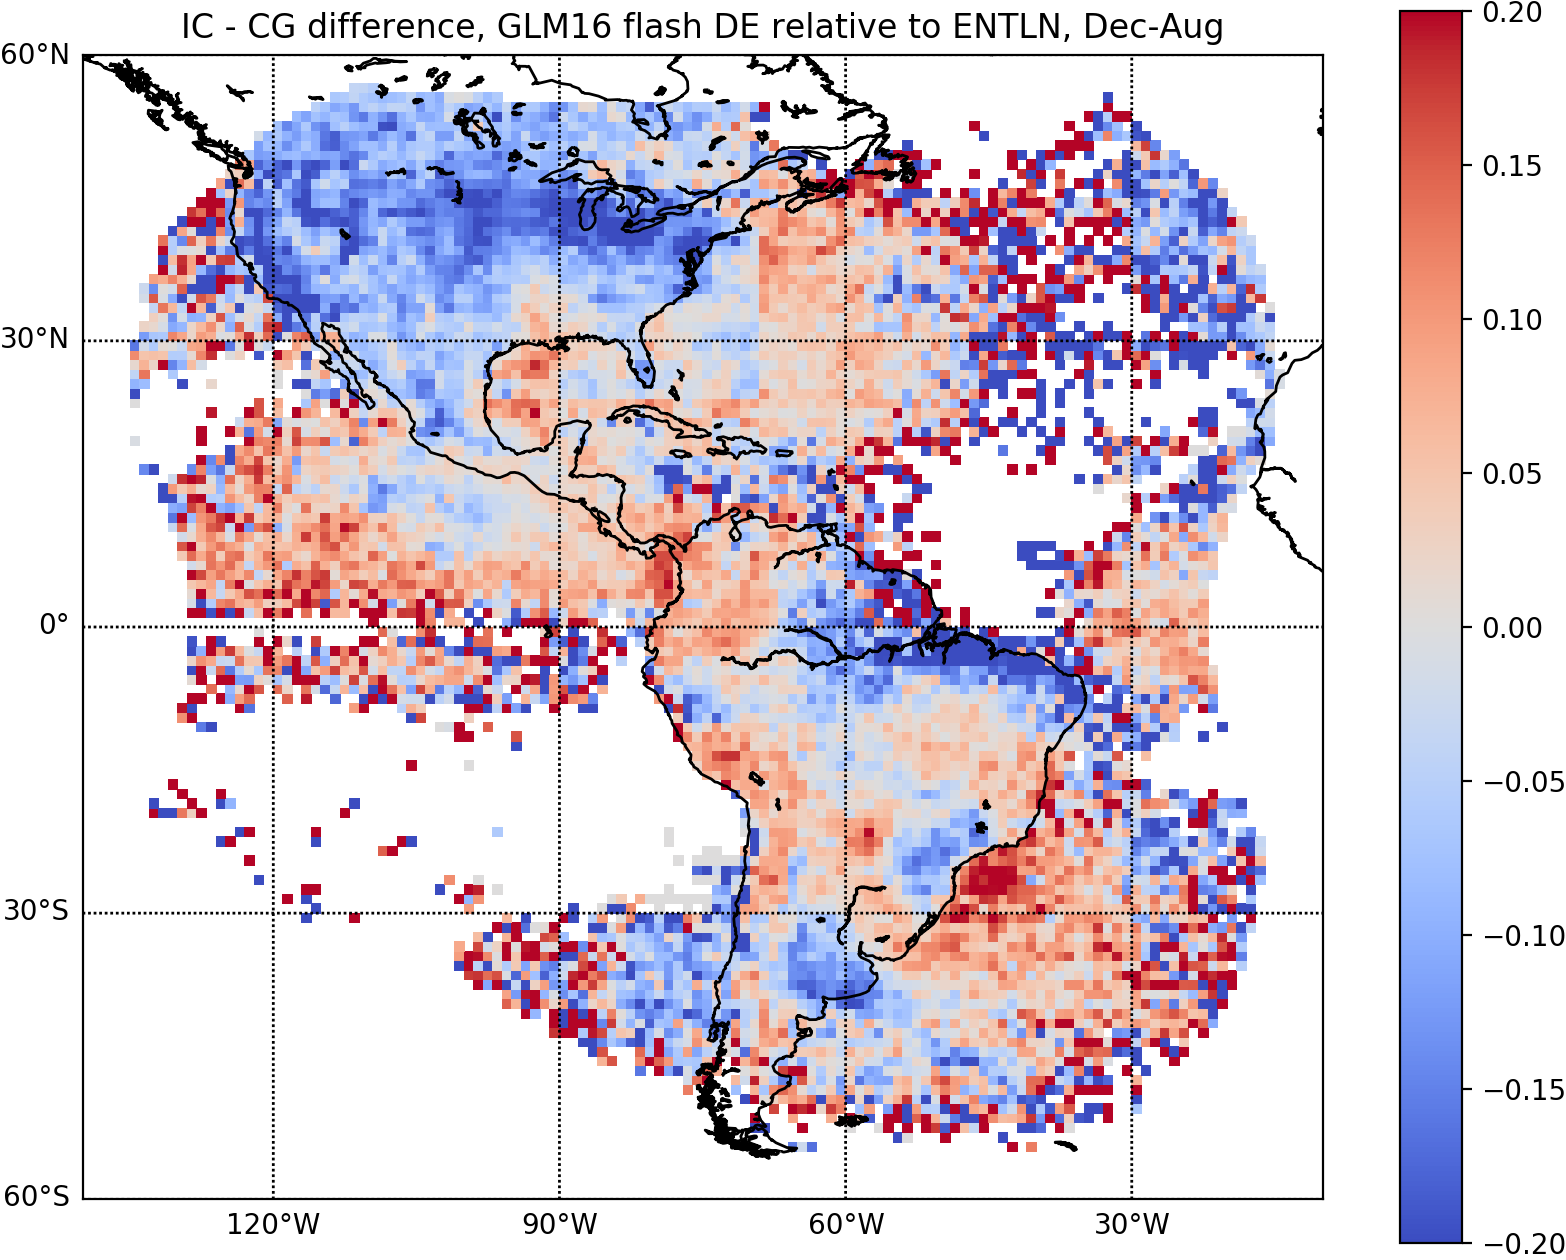 IC - CG difference, GLM16 flash DE relative to ENTLN, Dec-Aug
60°N
30°N
0°
30°S
60°S
120°W
90°W
60°W
30°W
0.20
0.15
0.10
0.05
0.00
−0.05
−0.10
−0.15
−0.20